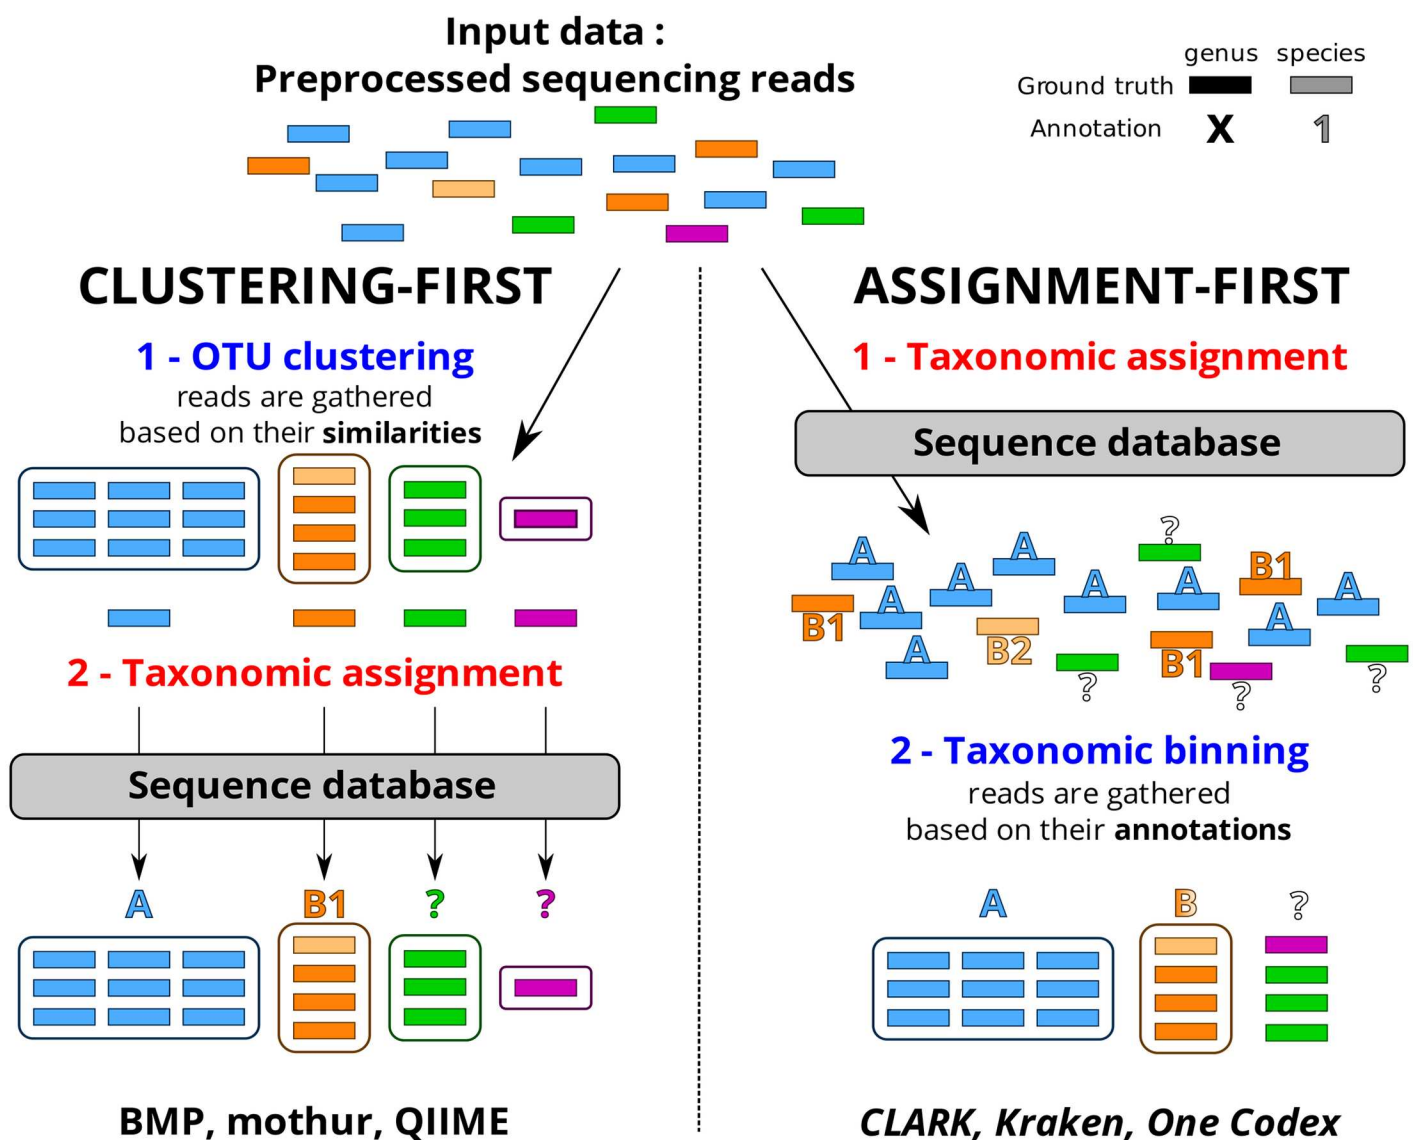 Input data :
Preprocessed sequencing reads
genus species
Ground truth
Annotation X 1
CLUSTERING-FIRST
1 - OTU clustering
reads are gathered
based on their similarities
2 - Taxonomic assignment
Sequence database
A B1 ? ?
BMP, mothur, QIIME
ASSIGNMENT-FIRST
1 - Taxonomic assignment
Sequence database
?
A A B1
A A A A
B1 A B2 B1 A
A ? ? ?
2 - Taxonomic binning
reads are gathered
based on their annotations
A B ?
CLARK, Kraken, One Codex